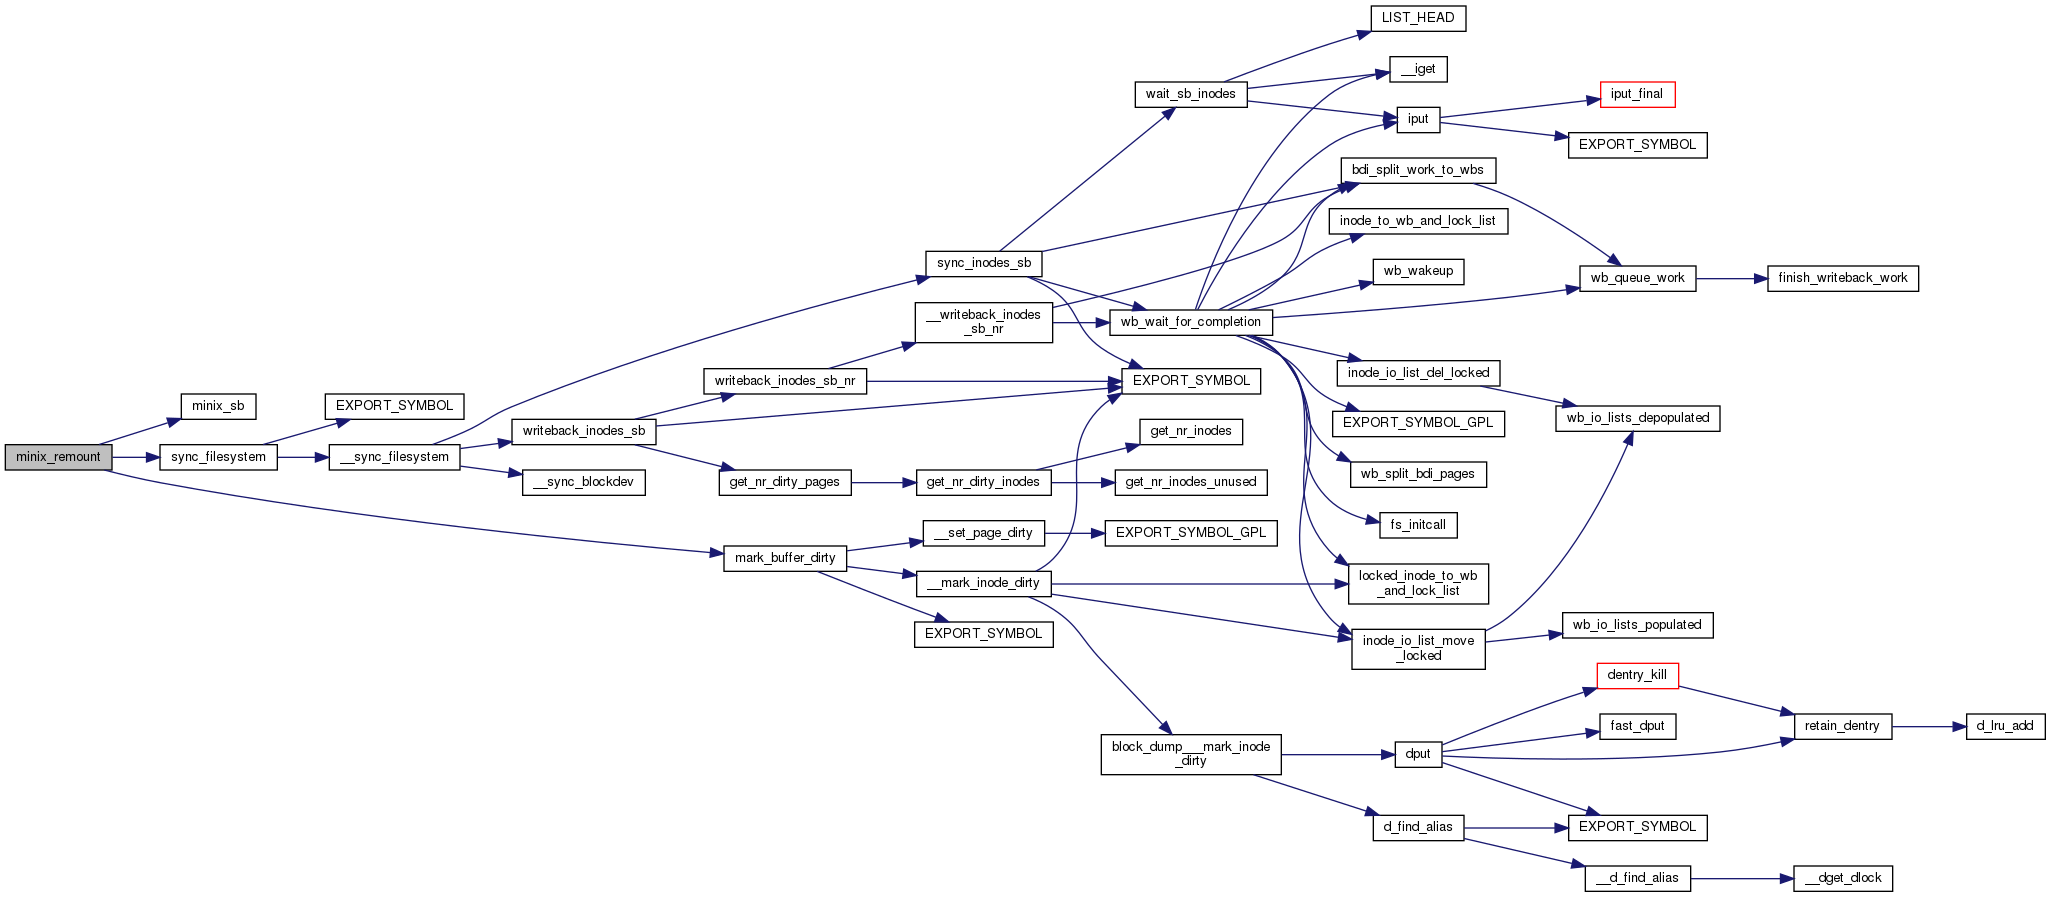 LIST_HEAD
__iget
wait_sb_inodes
iput_final
iput
EXPORT_SYMBOL
bdi_split_work_to_wbs
inode_to_wb_and_lock_list
sync_inodes_sb
wb_wakeup
wb_queue_work
finish_writeback_work
__writeback_inodes
_sb_nr
wb_wait_for_completion
inode_io_list_del_locked
writeback_inodes_sb_nr
EXPORT_SYMBOL
minix_sb
EXPORT_SYMBOL
wb_io_lists_depopulated
EXPORT_SYMBOL_GPL
writeback_inodes_sb
get_nr_inodes
minix_remount
sync_filesystem
__sync_filesystem
wb_split_bdi_pages
__sync_blockdev
get_nr_dirty_pages
get_nr_dirty_inodes
get_nr_inodes_unused
fs_initcall
__set_page_dirty
EXPORT_SYMBOL_GPL
mark_buffer_dirty
__mark_inode_dirty
locked_inode_to_wb
_and_lock_list
EXPORT_SYMBOL
wb_io_lists_populated
inode_io_list_move
_locked
dentry_kill
fast_dput
retain_dentry
d_lru_add
block_dump___mark_inode
_dirty
dput
d_find_alias
EXPORT_SYMBOL
__d_find_alias
__dget_dlock